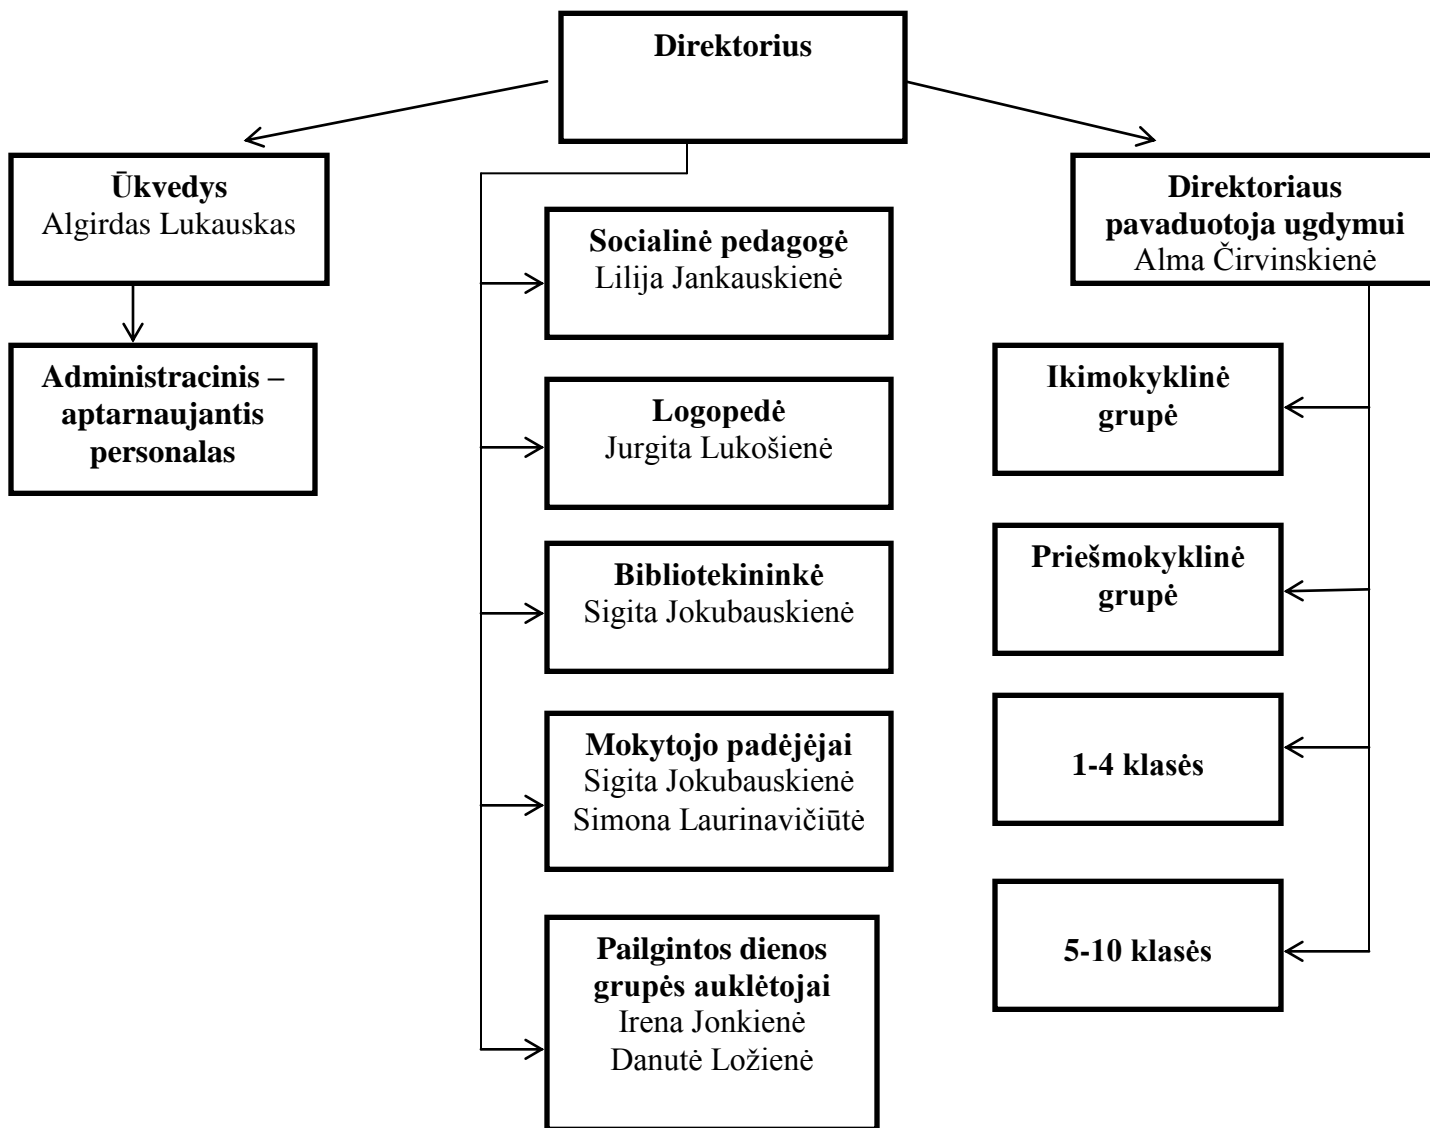 Direktorius
Ūkvedys
Algirdas Lukauskas
Administracinis –
aptarnaujantis
personalas
Socialinė pedagogė
Lilija Jankauskienė
Logopedė
Jurgita Lukošienė
Bibliotekininkė
Sigita Jokubauskienė
Mokytojo padėjėjai
Sigita Jokubauskienė
Simona Laurinavičiūtė
Pailgintos dienos
grupės auklėtojai
Irena Jonkienė
Danutė Ložienė
Direktoriaus
pavaduotoja ugdymui
Alma Čirvinskienė
Ikimokyklinė
grupė
Priešmokyklinė
grupė
1-4 klasės
5-10 klasės